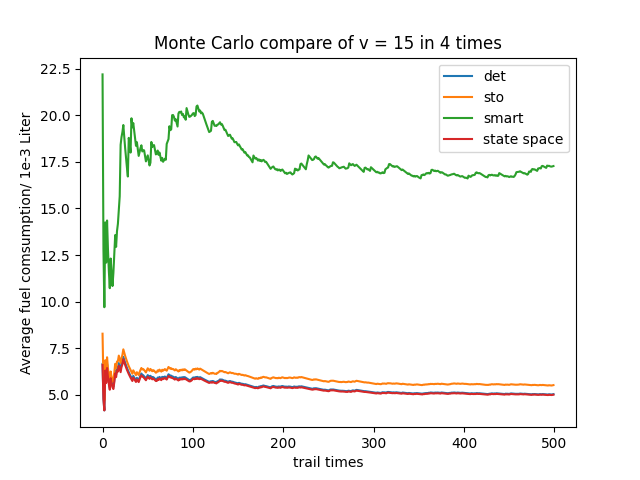 Monte Carlo compare of v = 15 in 4 times
22.5
20.0
17.5
15.0
12.5
10.0
7.5
5.0
Average fuel comsumption/ 1e-3 Liter
det
sto
smart
state space
0
100
200
300
400
500
trail times